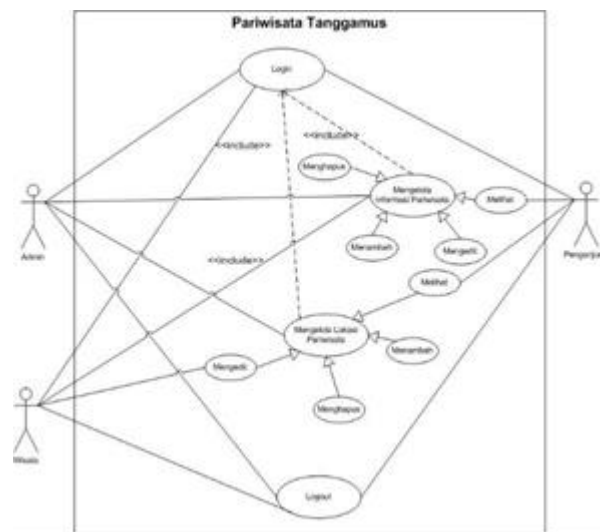 Pariwisata Tanggamus
Login
<<include>>
<<include>>
Menghapus
Mengelola
Informasi Pariwisata
Melihat
Admin
Menambah
Mengedit
Pengunjung
<<include>>
Melihat
Mengelola Lokasi
Pariwisata
Menambah
Mengedit
Menghapus
Wisata
Logout